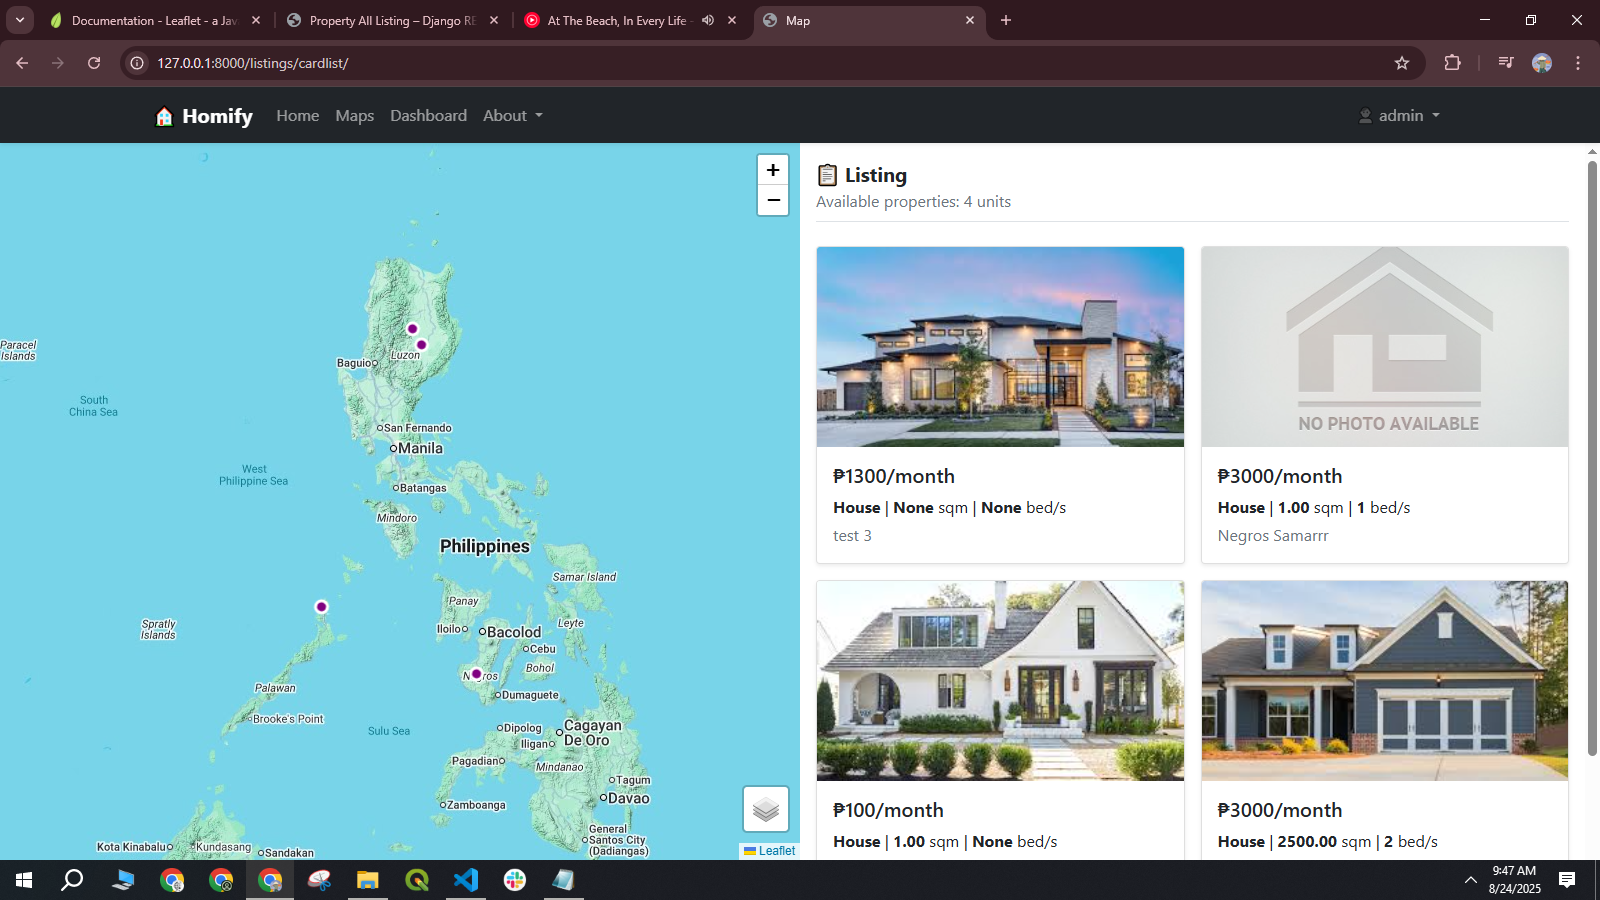 Documentation - Leaflet - a Jav
Property All Listing – Django RE
At The Beach, In Every Life -
Map
127.0.0.1:8000/listings/cardlist/
Homify
Home
Maps
Dashboard
About
admin
+
−
Paracel
Islands
South
China Sea
Luzon
Baguio
San Fernando
Manila
West
Philippine Sea
Batangas
Mindoro
Philippines
Samar Island
Panay
Leyte
Spratly
Islands
Iloilo
Bacolod
Cebu
Bohol
Negros
Palawan
Dumaguete
Brooke's Point
Sulu Sea
Dipolog
Cagayan
De Oro
Iligan
Pagadian
Mindanao
Tagum
Davao
Zamboanga
General
Santos City
(Dadiangas)
Kota Kinabalu
Kundasang
Sandakan
Leaflet
Listing
Available properties: 4 units
NO PHOTO AVAILABLE
₱1300/month
House | None sqm | None bed/s
test 3
₱3000/month
House | 1.00 sqm | 1 bed/s
Negros Samarrr
₱100/month
House | 1.00 sqm | None bed/s
₱3000/month
House | 2500.00 sqm | 2 bed/s
9:47 AM
8/24/2025